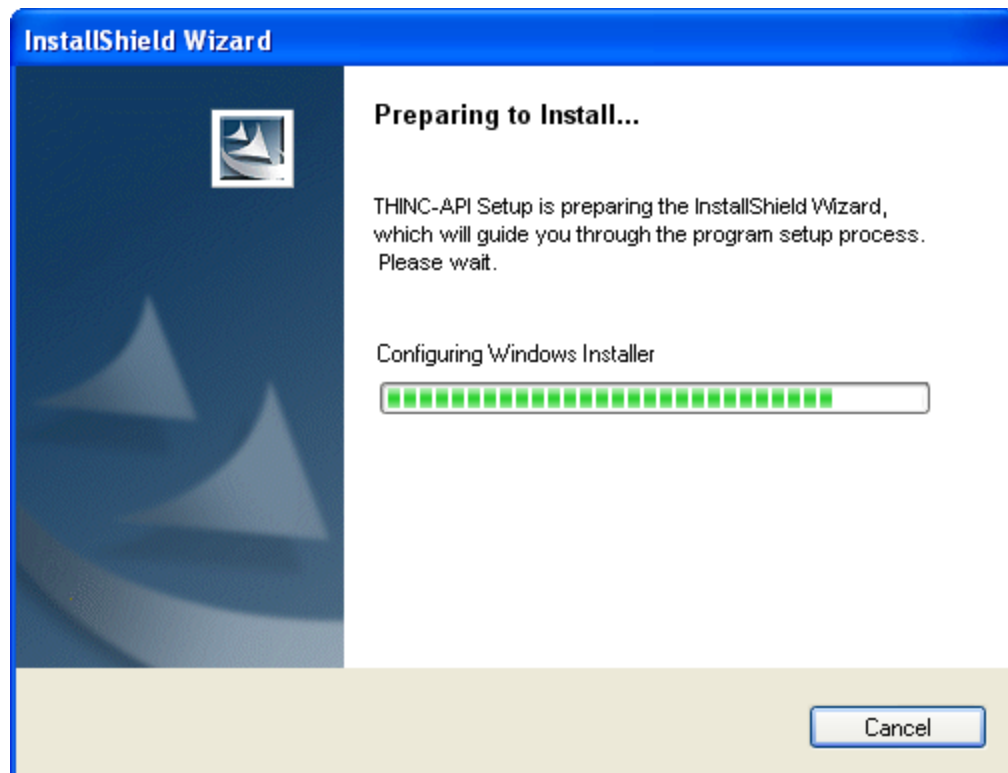 InstallShield Wizard
Preparing to Install...
THINC-API Setup is preparing the InstallShield Wizard,
which will guide you through the program setup process.
Please wait.
Configuring Windows Installer
Cancel